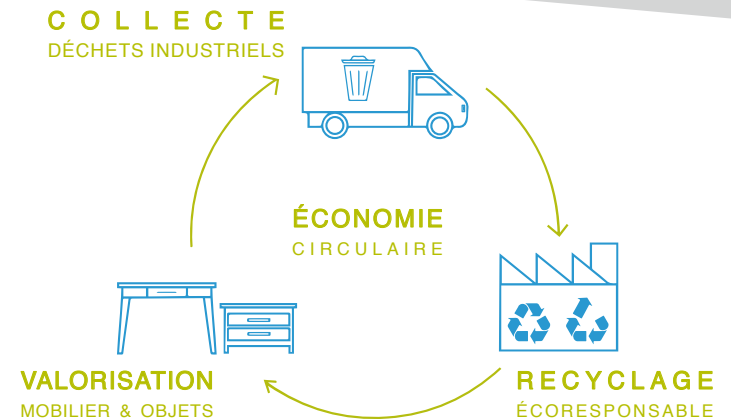 COLLECTE
DÉCHETS INDUSTRIELS
ÉCONOMIE
CIRCULAIRE
VALORISATION
MOBILIER & OBJETS
RECYCLAGE
ÉCORESPONSABLE